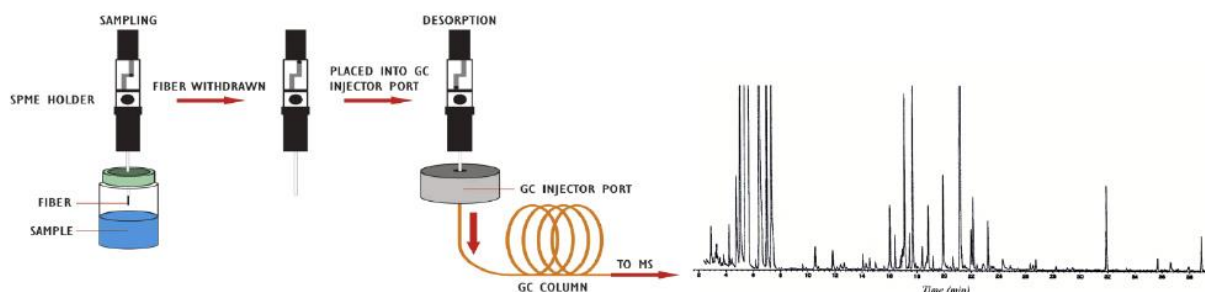 SAMPLING
DESORPTION
FIBER WITHDRAWN
PLACED INTO GC
INJECTOR PORT
SPME HOLDER
GC INJECTOR PORT
FIBER
SAMPLE
TO MS
GC COLUMN
Time (min)